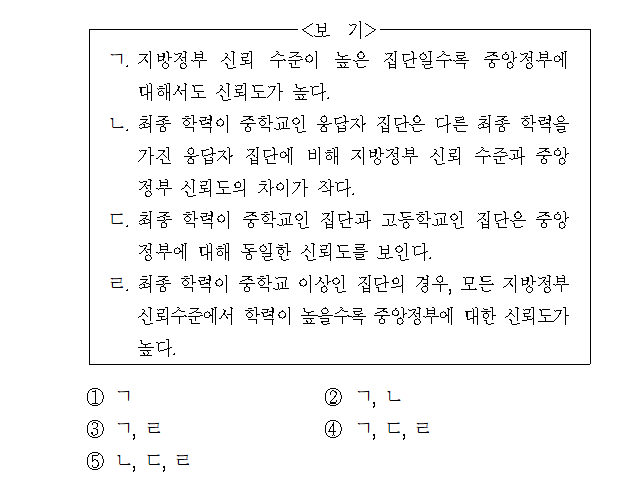 <보 기>
ㄱ. 지방정부 신뢰 수준이 높은 집단일수록 중앙정부에
대해서도 신뢰도가 높다.
ㄴ. 최종 학력이 중학교인 응답자 집단은 다른 최종 학력을
가진 응답자 집단에 비해 지방정부 신뢰 수준과 중앙
정부 신뢰도의 차이가 작다.
ㄷ. 최종 학력이 중학교인 집단과 고등학교인 집단은 중앙
정부에 대해 동일한 신뢰도를 보인다.
ㄹ. 최종 학력이 중학교 이상인 집단의 경우, 모든 지방정부
신뢰수준에서 학력이 높을수록 중앙정부에 대한 신뢰도가
높다.
① ㄱ ② ㄱ, ㄴ
③ ㄱ, ㄹ ④ ㄱ, ㄷ, ㄹ
⑤ ㄴ, ㄷ, ㄹ